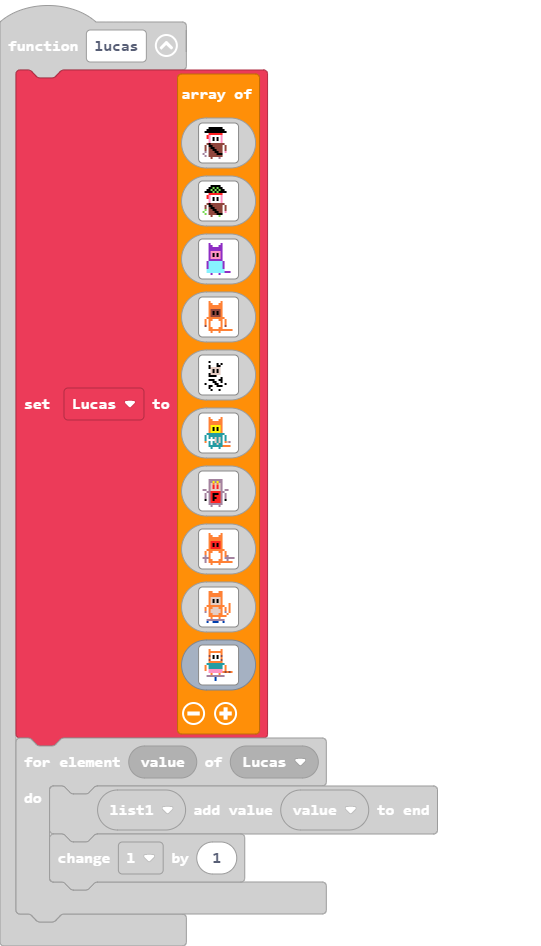 function lucas
array of
set Lucas to
for element value of Lucas
do
list1 add value value to end
change l by 1